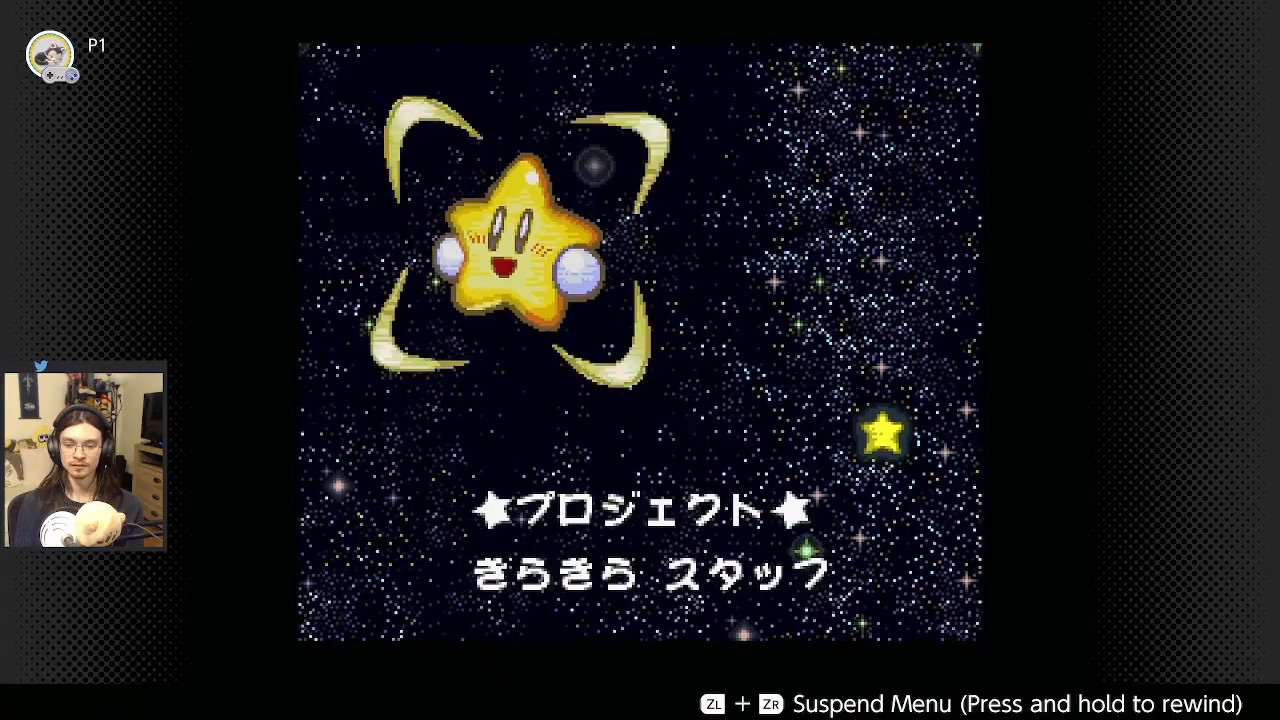 P1
★プロジェクト★
きらきら スタッフ
ZL + ZR Suspend Menu (Press and hold to rewind)